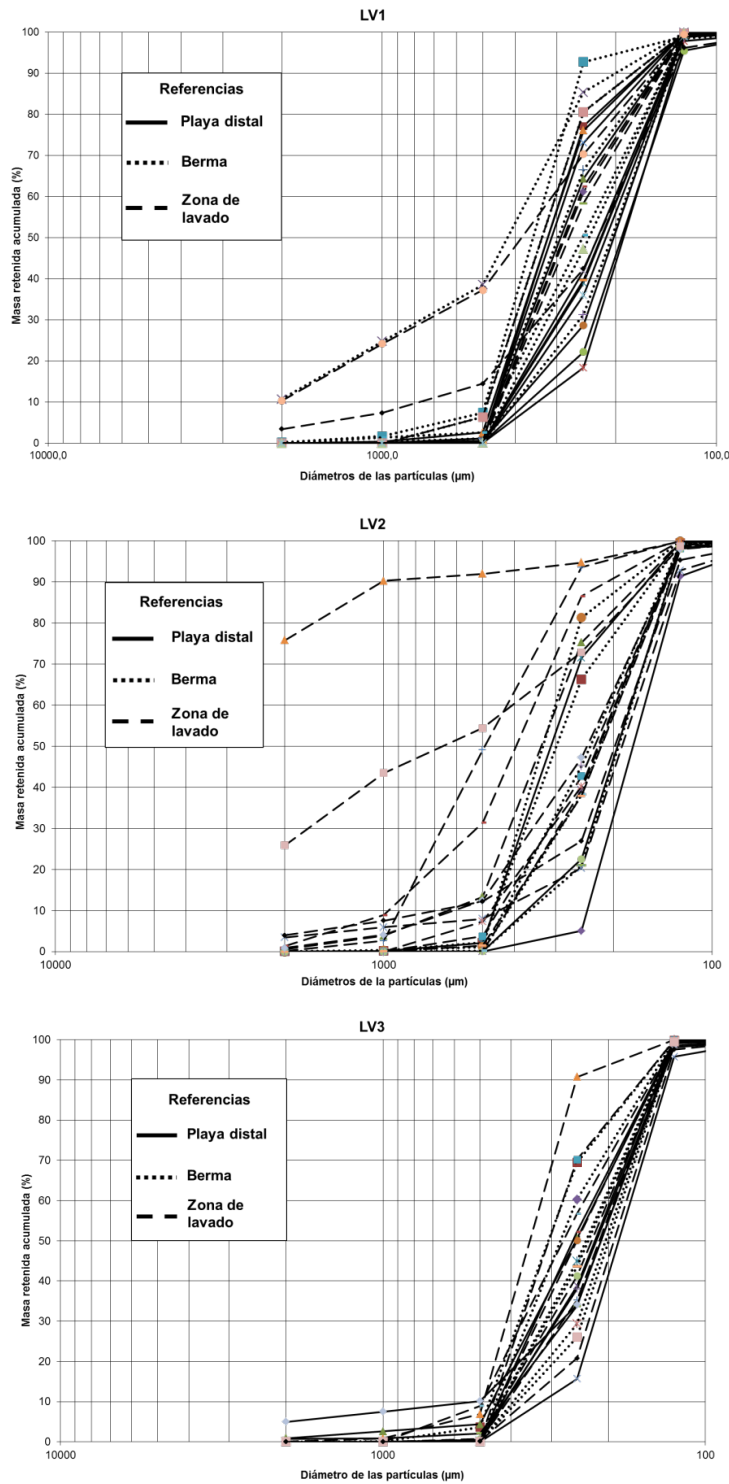 LV1
100
90
80
70
60
50
40
30
20
10
0
Masa retenida acumulada (%)
Referencias
Playa distal
Berma
Zona de
lavado
10000,0
1000,0
100,0
Diámetros de las partículas (µm)
LV2
100
90
80
70
60
50
40
30
20
10
0
Masa retenida acumulada (%)
Referencias
Playa distal
Berma
Zona de
lavado
10000
1000
100
Diámetros de la partículas (µm)
LV3
100
90
80
70
60
50
40
30
20
10
0
Masa retenida acumulada (%)
Referencias
Playa distal
Berma
Zona de
lavado
10000
1000
100
Diámetro de las partículas (µm)